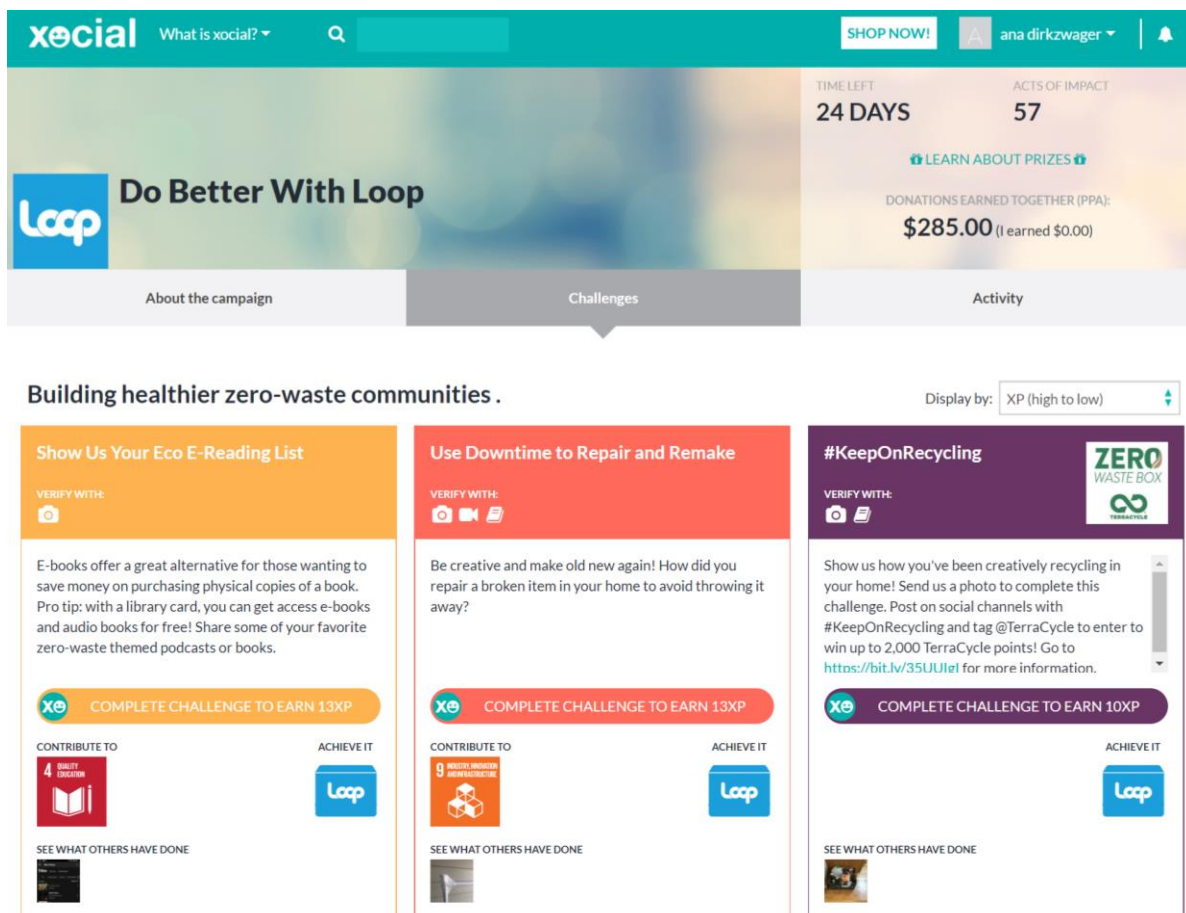 xocial What is xocial? SHOP NOW! A ana dirkzwager
TIME LEFT ACTS OF IMPACT
24 DAYS 57
LEARN ABOUT PRIZES
DONATIONS EARNED TOGETHER (PPA):
$285.00 (I earned $0.00)
Loop
Do Better With Loop
About the campaign Challenges Activity
Building healthier zero-waste communities .
Display by: XP (high to low)
Show Us Your Eco E-Reading List
VERIFY WITH:
E-books offer a great alternative for those wanting to
save money on purchasing physical copies of a book.
Pro tip: with a library card, you can get access e-books
and audio books for free! Share some of your favorite
zero-waste themed podcasts or books.
XO COMPLETE CHALLENGE TO EARN 13XP
CONTRIBUTE TO ACHIEVE IT
4 QUALITY
EDUCATION
Loop
SEE WHAT OTHERS HAVE DONE
Use Downtime to Repair and Remake
VERIFY WITH:
Be creative and make old new again! How did you
repair a broken item in your home to avoid throwing it
away?
XO COMPLETE CHALLENGE TO EARN 13XP
CONTRIBUTE TO ACHIEVE IT
9 INDUSTRY, INNOVATION
AND INFRASTRUCTURE
Loop
SEE WHAT OTHERS HAVE DONE
#KeepOnRecycling
ZERO
WASTE BOX
TERRACYCLE
VERIFY WITH:
Show us how you've been creatively recycling in
your home! Send us a photo to complete this
challenge. Post on social channels with
#KeepOnRecycling and tag @TerraCycle to enter to
win up to 2,000 TerraCycle points! Go to
https://bit.ly/35UUIgl for more information.
XO COMPLETE CHALLENGE TO EARN 10XP
ACHIEVE IT
Loop
SEE WHAT OTHERS HAVE DONE